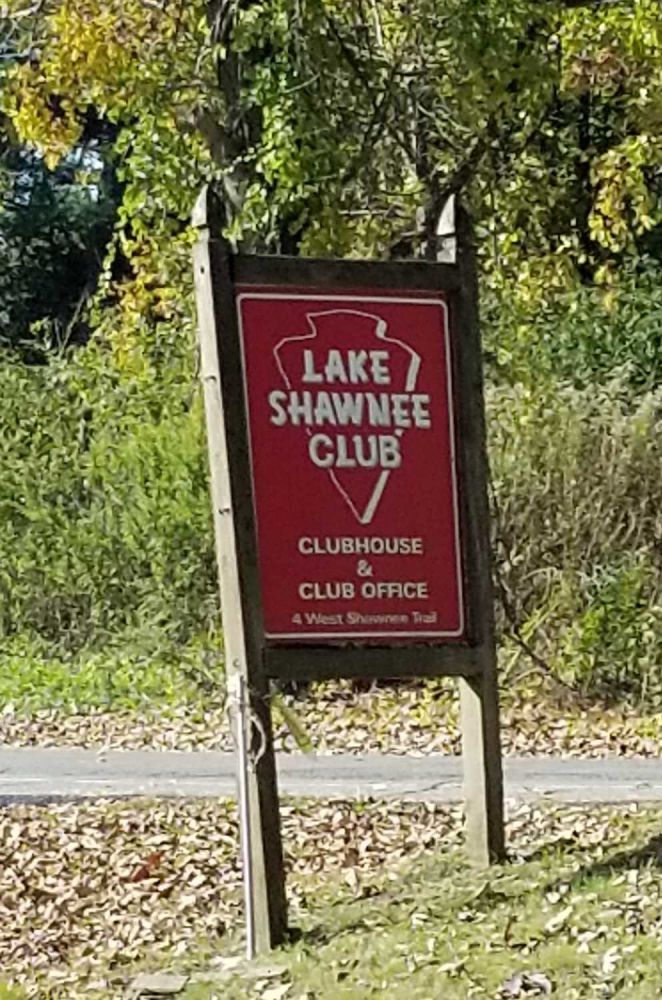 LAKE
SHAWNEE
CLUB
CLUBHOUSE
&
CLUB OFFICE
4 West Shawnee Trail